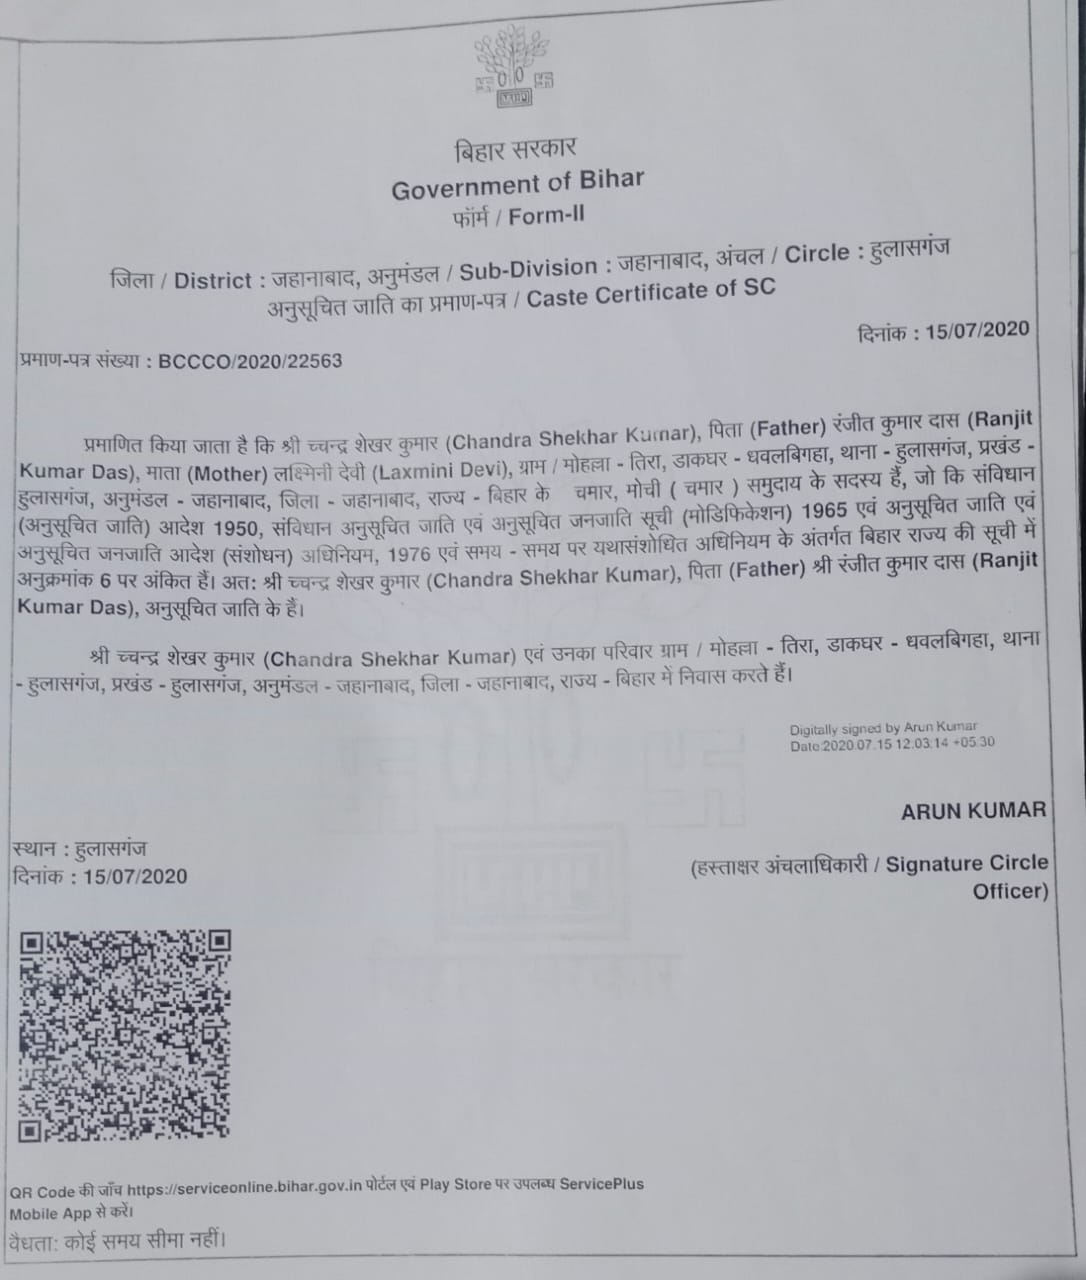 बिहार सरकार
Government of Bihar
फॉर्म / Form-II
जिला / District : जहानाबाद, अनुमंडल / Sub-Division : जहानाबाद, अंचल / Circle : हुलासगंज
अनुसूचित जाति का प्रमाण-पत्र / Caste Certificate of SC
दिनांक : 15/07/2020
प्रमाण-पत्र संख्या : BCCCO/2020/22563
प्रमाणित किया जाता है कि श्री च्चन्द्र शेखर कुमार (Chandra Shekhar Kumar), पिता (Father) रंजीत कुमार दास (Ranjit
Kumar Das), माता (Mother) लक्ष्मिनी देवी (Laxmini Devi), ग्राम / मोहल्ला - तिरा, डाकघर - धवलबिगहा, थाना - हुलासगंज, प्रखंड -
हुलासगंज, अनुमंडल - जहानाबाद, जिला - जहानाबाद, राज्य - बिहार के चमार, मोची ( चमार ) समुदाय के सदस्य हैं, जो कि संविधान
(अनुसूचित जाति) आदेश 1950, संविधान अनुसूचित जाति एवं अनुसूचित जनजाति सूची (मोडिफिकेशन) 1965 एवं अनुसूचित जाति एवं
अनुसूचित जनजाति आदेश (संशोधन) अधिनियम, 1976 एवं समय - समय पर यथासंशोधित अधिनियम के अंतर्गत बिहार राज्य की सूची में
अनुक्रमांक 6 पर अंकित हैं। अत: श्री च्चन्द्र शेखर कुमार (Chandra Shekhar Kumar), पिता (Father) श्री रंजीत कुमार दास (Ranjit
Kumar Das), अनुसूचित जाति के हैं।
श्री च्चन्द्र शेखर कुमार (Chandra Shekhar Kumar) एवं उनका परिवार ग्राम / मोहल्ला - तिरा, डाकघर - धवलबिगहा, थाना
- हुलासगंज, प्रखंड - हुलासगंज, अनुमंडल - जहानाबाद, जिला - जहानाबाद, राज्य - बिहार में निवास करते हैं।
Digitally signed by Arun Kumar
Date:2020.07.15 12:03:14 +05:30
ARUN KUMAR
स्थान : हुलासगंज
दिनांक : 15/07/2020
(हस्ताक्षर अंचलाधिकारी / Signature Circle
Officer)
बिहार सरकार
QR Code की जाँच https://serviceonline.bihar.gov.in पोर्टल एवं Play Store पर उपलब्ध ServicePlus
Mobile App से करें।
वैधता: कोई समय सीमा नहीं।